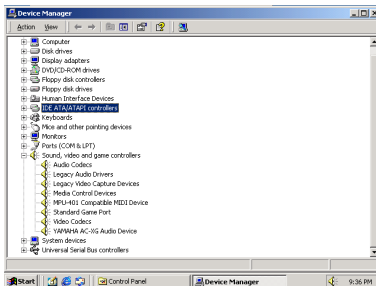 Device Manager
Action View
Computer
Disk drives
Display adapters
DVD/CD-ROM drives
Floppy disk controllers
Floppy disk drives
Human Interface Devices
IDE ATA/ATAPI controllers
Keyboards
Mice and other pointing devices
Monitors
Ports (COM & LPT)
Sound, video and game controllers
Audio Codecs
Legacy Audio Drivers
Legacy Video Capture Devices
Media Control Devices
MPU-401 Compatible MIDI Device
Standard Game Port
Video Codecs
YAMAHA AC-XG Audio Device
System devices
Universal Serial Bus controllers
Start Control Panel Device Manager 9:36 PM